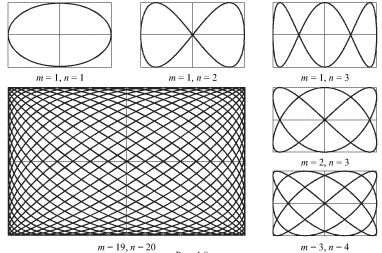 m = 1, n = 1
m = 1, n = 2
m = 1, n = 3
m = 2, n = 3
m = 19, n = 20
m = 3, n = 4